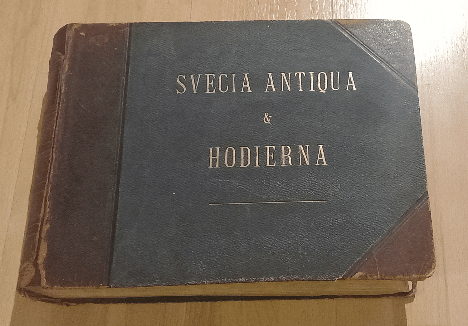 SVECIA ANTIQUA
&
HODIERNA